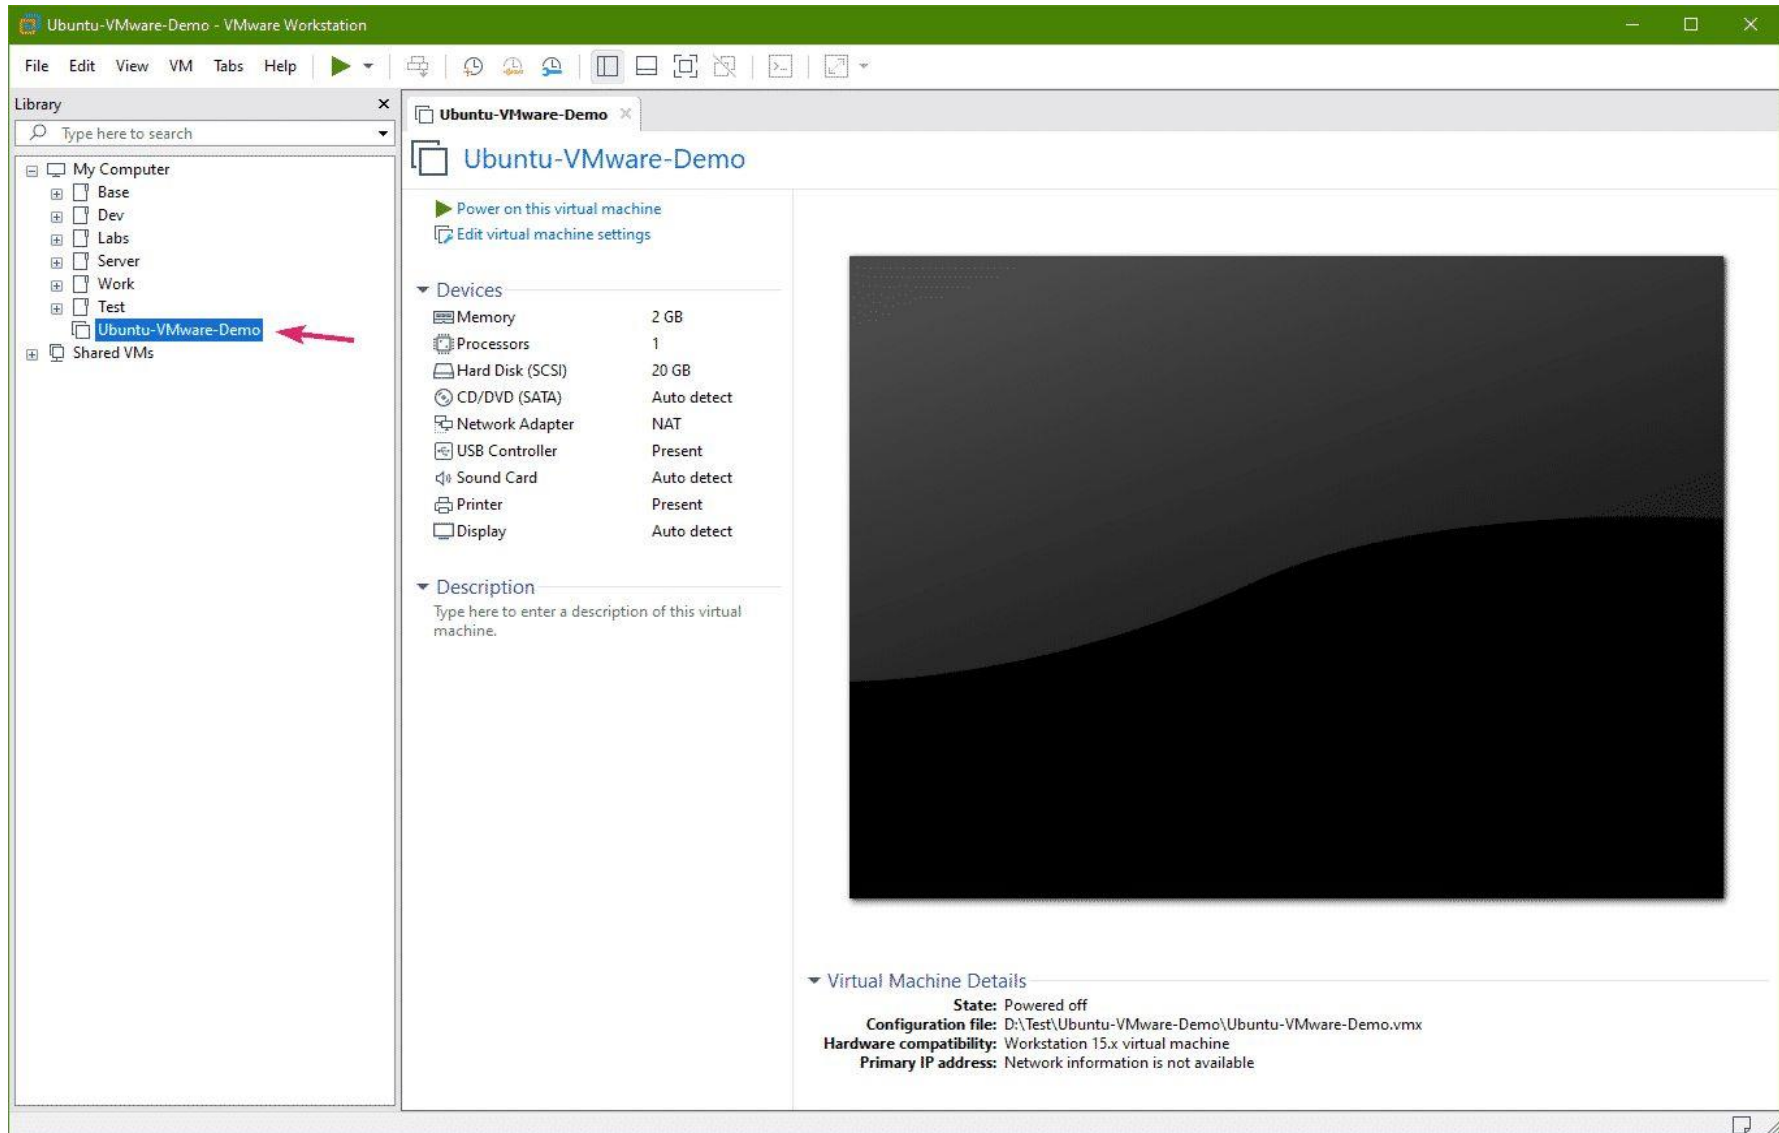 Ubuntu-VMware-Demo - VMware Workstation
File Edit View VM Tabs Help
Library
Type here to search
My Computer
Base
Dev
Labs
Server
Work
Test
Ubuntu-VMware-Demo
Shared VMs
Ubuntu-VMware-Demo
Ubuntu-VMware-Demo
Power on this virtual machine
Edit virtual machine settings
Devices
Memory 2 GB
Processors 1
Hard Disk (SCSI) 20 GB
CD/DVD (SATA) Auto detect
Network Adapter NAT
USB Controller Present
Sound Card Auto detect
Printer Present
Display Auto detect
Description
Type here to enter a description of this virtual
machine.
Virtual Machine Details
State: Powered off
Configuration file: D:\Test\Ubuntu-VMware-Demo\Ubuntu-VMware-Demo.vmx
Hardware compatibility: Workstation 15.x virtual machine
Primary IP address: Network information is not available